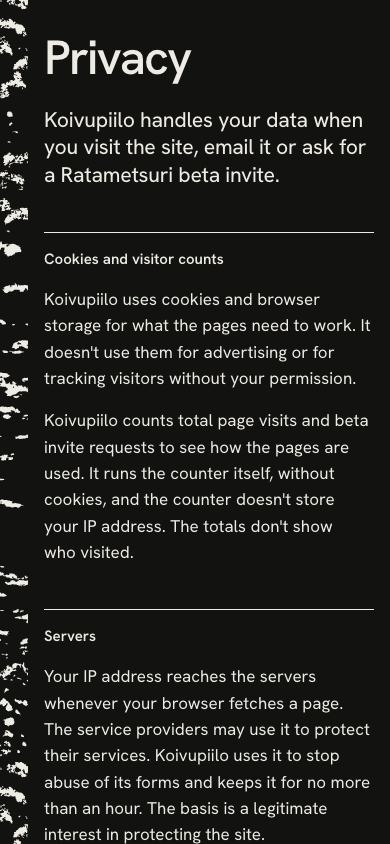 Privacy
Koivupiilo handles your data when
you visit the site, email it or ask for
a Ratametsuri beta invite.
Cookies and visitor counts
Koivupiilo uses cookies and browser
storage for what the pages need to work. It
doesn't use them for advertising or for
tracking visitors without your permission.
Koivupiilo counts total page visits and beta
invite requests to see how the pages are
used. It runs the counter itself, without
cookies, and the counter doesn't store
your IP address. The totals don't show
who visited.
Servers
Your IP address reaches the servers
whenever your browser fetches a page.
The service providers may use it to protect
their services. Koivupiilo uses it to stop
abuse of its forms and keeps it for no more
than an hour. The basis is a legitimate
interest in protecting the site.